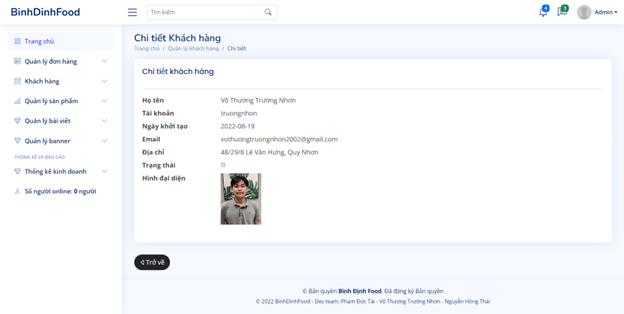 BinhDinhFood
Tìm kiếm
4
3
Admin
Trang chủ
Quản lý đơn hàng
Khách hàng
Quản lý sản phẩm
Quản lý bài viết
Quản lý banner
THỐNG KÊ VÀ BÁO CÁO
Thống kê kinh doanh
Số người online: 0 người
Chi tiết Khách hàng
Trang chủ / Quản lý khách hàng / Chi tiết
Chi tiết khách hàng
Họ tên Võ Thương Trường Nhơn
Tài khoản truongnhon
Ngày khởi tạo 2022-08-19
Email vothuongtruongnhon2002@gmail.com
Địa chỉ 48/29/8 Lê Văn Hưng, Quy Nhơn
Trạng thái
Hình đại diện
Trở về
© Bản quyền Bình Định Food. Đã đăng ký Bản quyền
© 2022 BinhDinhFood - Dev team: Phạm Đức Tài - Võ Thương Trường Nhơn - Nguyễn Hồng Thái